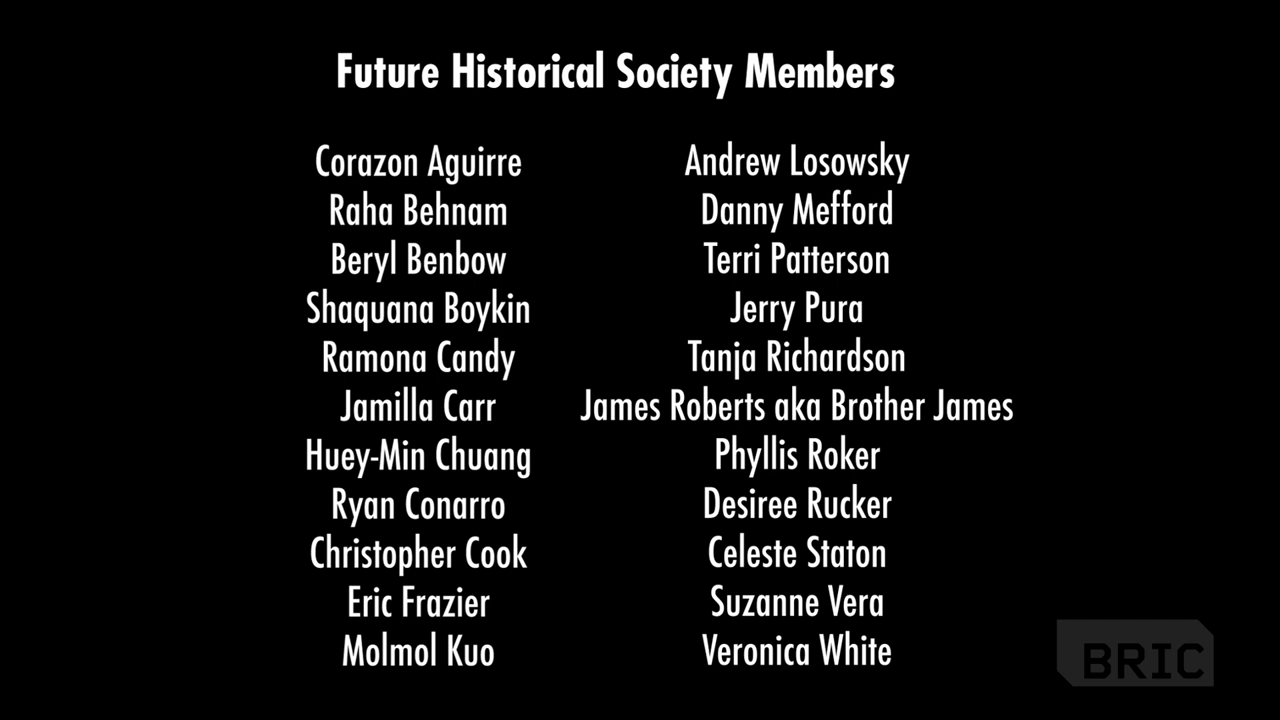 Future Historical Society Members
Corazon Aguirre
Raha Behnam
Beryl Benbow
Shaquana Boykin
Ramona Candy
Jamilla Carr
Huey-Min Chuang
Ryan Conarro
Christopher Cook
Eric Frazier
Molmol Kuo
Andrew Losowsky
Danny Mefford
Terri Patterson
Jerry Pura
Tanja Richardson
James Roberts aka Brother James
Phyllis Roker
Desiree Rucker
Celeste Staton
Suzanne Vera
Veronica White
BRIC